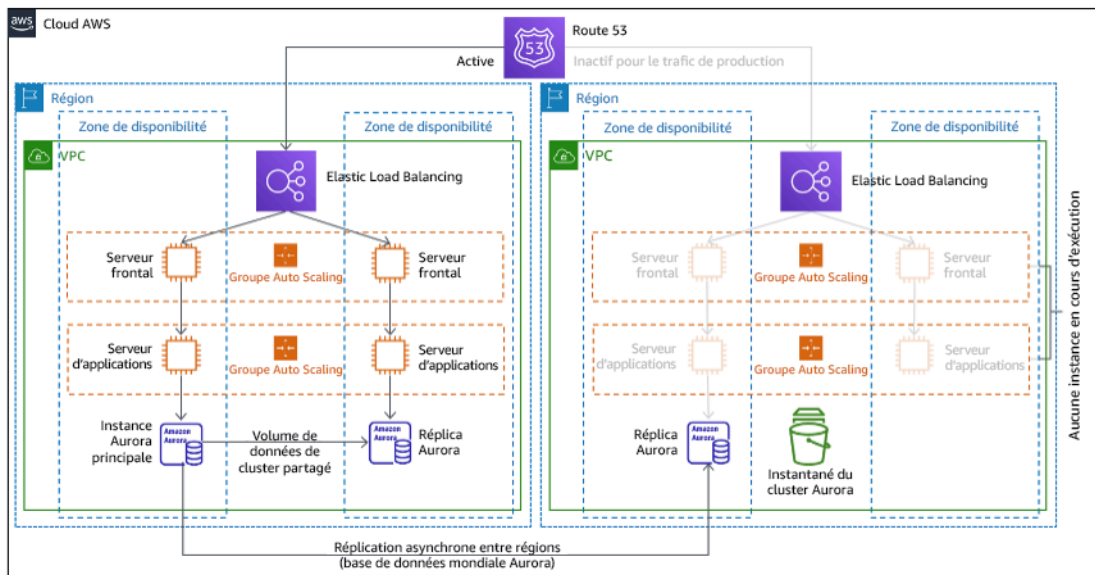 aws
Cloud AWS
Route 53
53
Active
Inactif pour le trafic de production
Région
Zone de disponibilité
Zone de disponibilité
VPC
Elastic Load Balancing
Serveur
frontal
Groupe Auto Scaling
Serveur
frontal
Serveur
d'applications
Groupe Auto Scaling
Serveur
d'applications
Instance
Aurora
principale
Amazon
Aurora
Volume de
données de
cluster partagé
Amazon
Aurora
Réplica
Aurora
Région
Zone de disponibilité
Zone de disponibilité
VPC
Elastic Load Balancing
Serveur
frontal
Groupe Auto Scaling
Serveur
frontal
Serveur
d'applications
Groupe Auto Scaling
Serveur
d'applications
Réplica
Aurora
Amazon
Aurora
Instantané du
cluster Aurora
Aucune instance en cours d'exécution
Réplication asynchrone entre régions
(base de données mondiale Aurora)